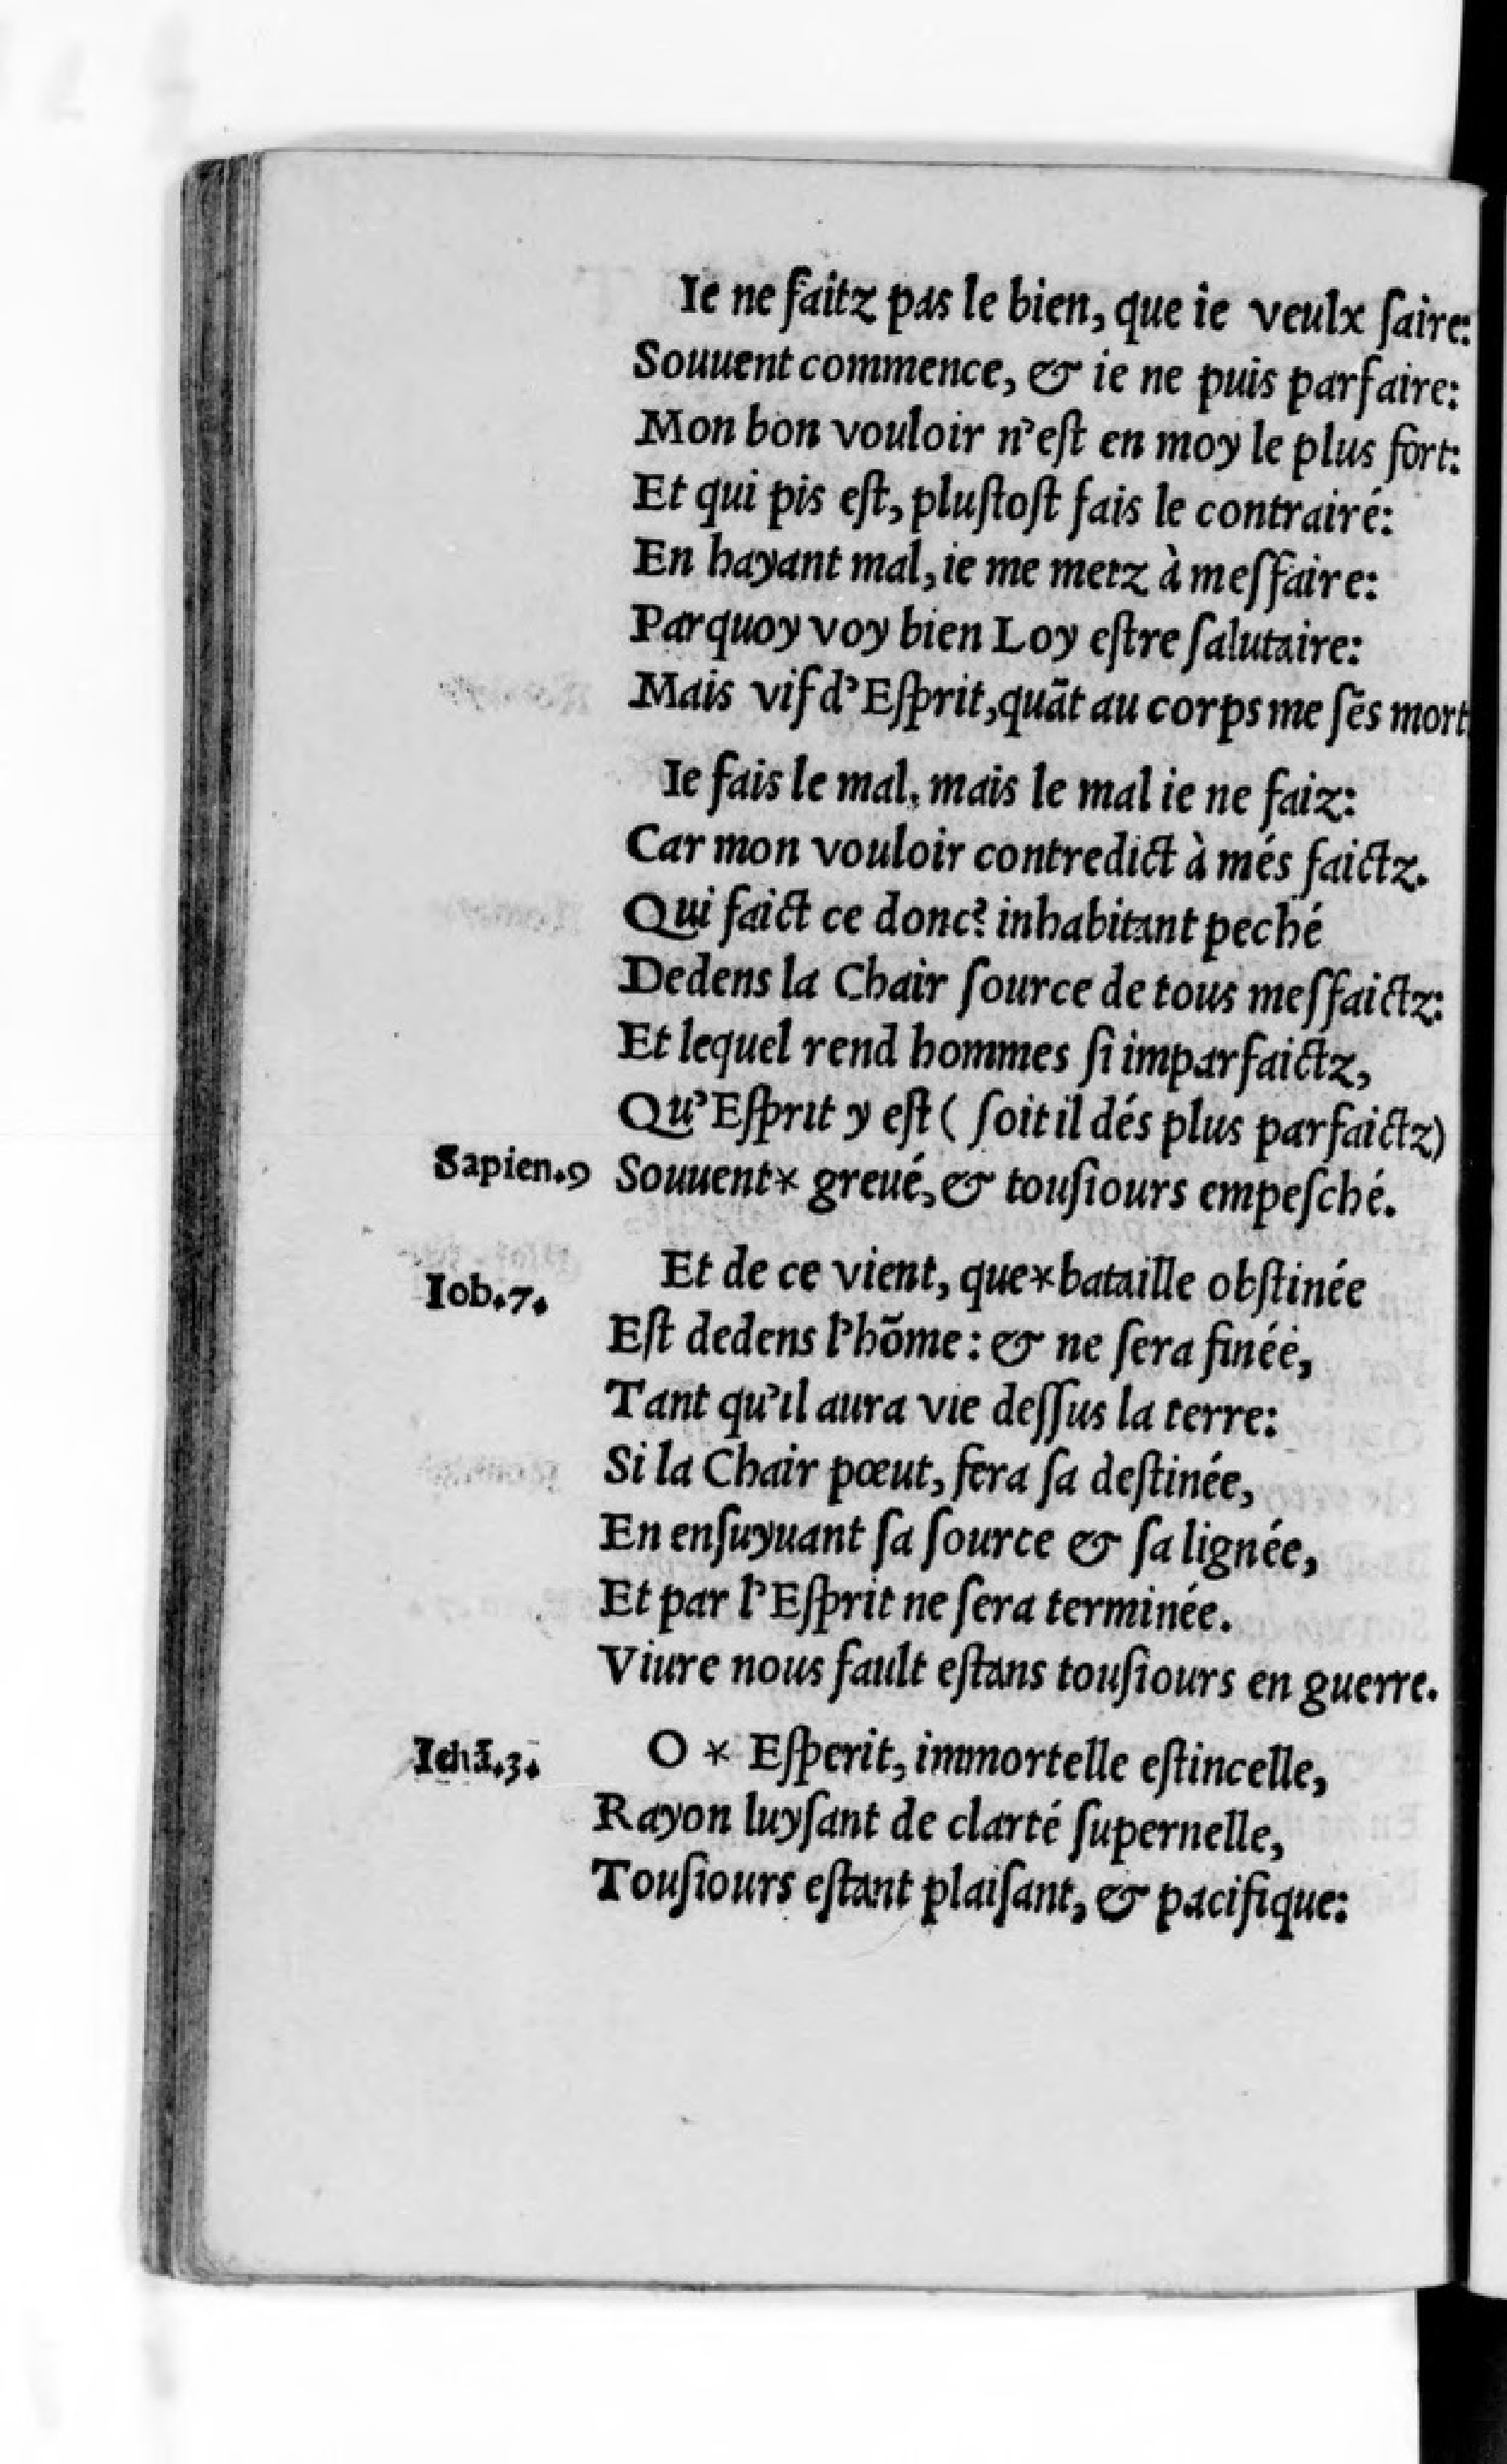 Ie ne faitz pas le bien, que ie veulx ſaire:
Souuent commence, & ie ne puis parfaire:
Mon bon vouloir n'eſt en moy le plus fort:
Et qui pis eſt, pluſtoſt fais le contrairé:
En hayant mal, ie me metz à meſfaire:
Parquoy voy bien Loy eſtre ſalutaire:
Mais vif d'Eſprit, quãt au corps me ſẽs mort
Ie fais le mal, mais le mal ie ne faiz:
Car mon vouloir contredict à més faictz.
Qui faict ce donc? inhabitant peché
Dedens la Chair ſource de tous meſfaictz:
Et lequel rend hommes ſi imparfaictz,
Qu'Eſprit y eſt ( ſoit il dés plus parfaictz)
Sapien.9 Souuent* greué, & touſiours empeſché.
Et de ce vient, que*bataille obſtinée
Iob.7.
Eſt dedens l'hõme: & ne ſera finée,
Tant qu'il aura vie deſſus la terre:
Si la Chair pœut, fera ſa deſtinée,
En enſuyuant ſa ſource & ſa lignée,
Et par l'Eſprit ne ſera terminée.
Viure nous fault eſtans touſiours en guerre.
Iehã.3. O * Eſperit, immortelle eſtincelle,
Rayon luyſant de clarté ſupernelle,
Touſiours eſtant plaiſant, & pacifique: